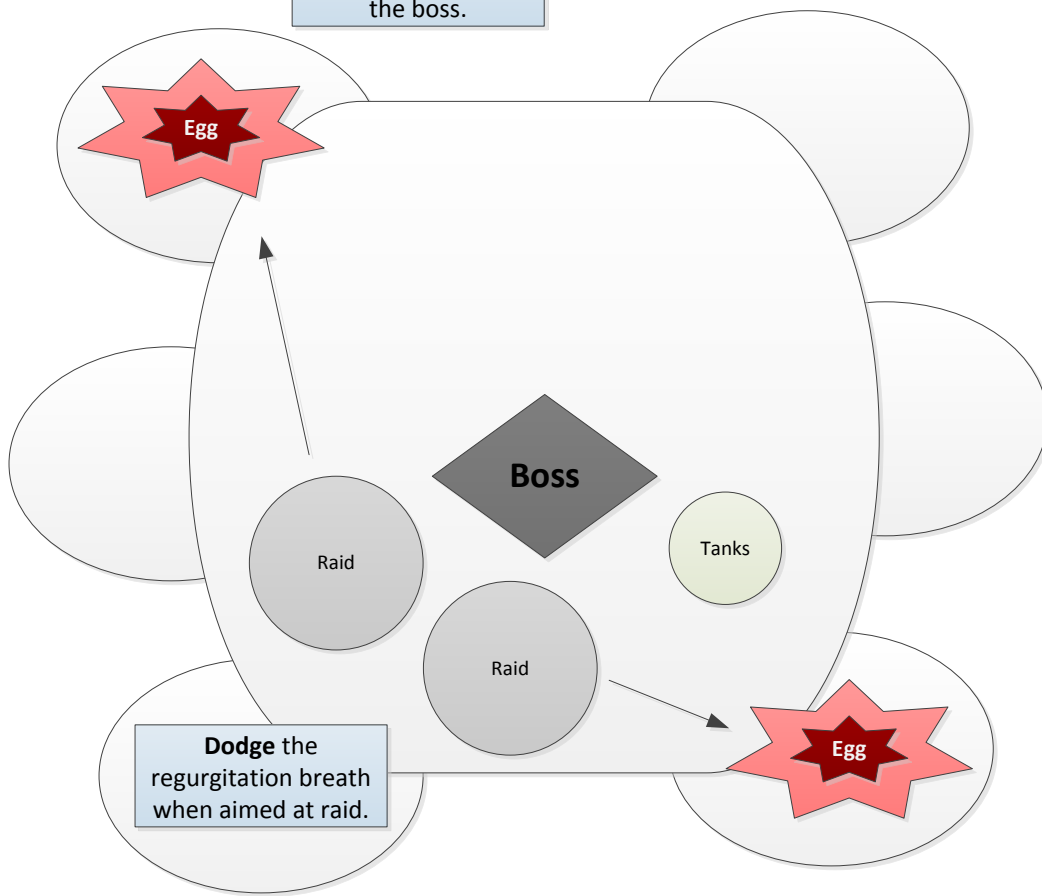 the boss.
Egg
Boss
Raid
Tanks
Raid
Dodge the
regurgitation breath
when aimed at raid.
Egg